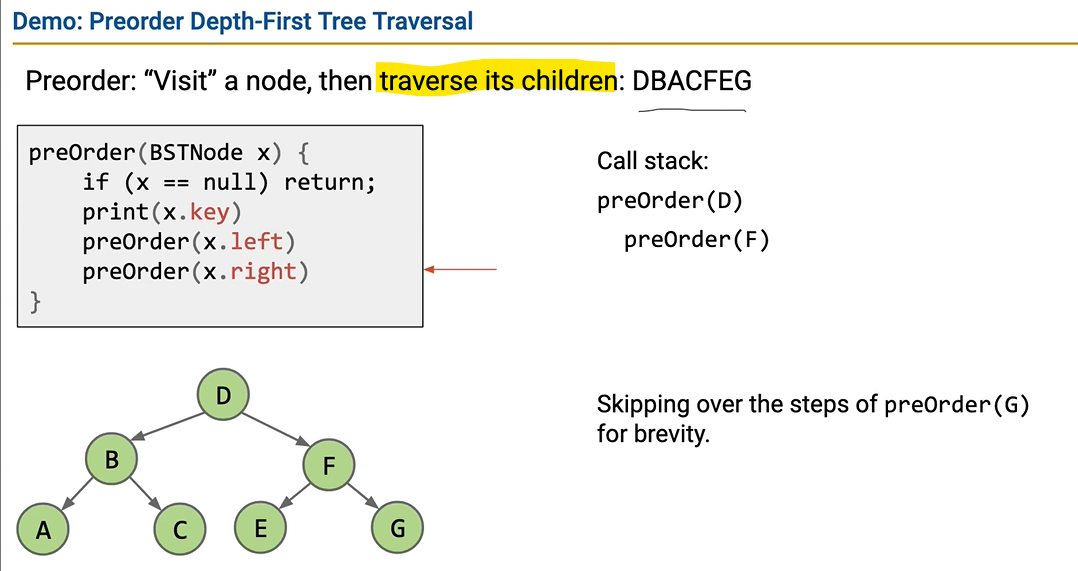 Demo: Preorder Depth-First Tree Traversal
Preorder: “Visit” a node, then traverse its children: DBACFEG
preOrder(BSTNode x) {
    if (x == null) return;
    print(x.key)
    preOrder(x.left)
    preOrder(x.right)
}
Call stack:
preOrder(D)
preOrder(F)
D
B
F
A
C
E
G
Skipping over the steps of preOrder(G)
for brevity.